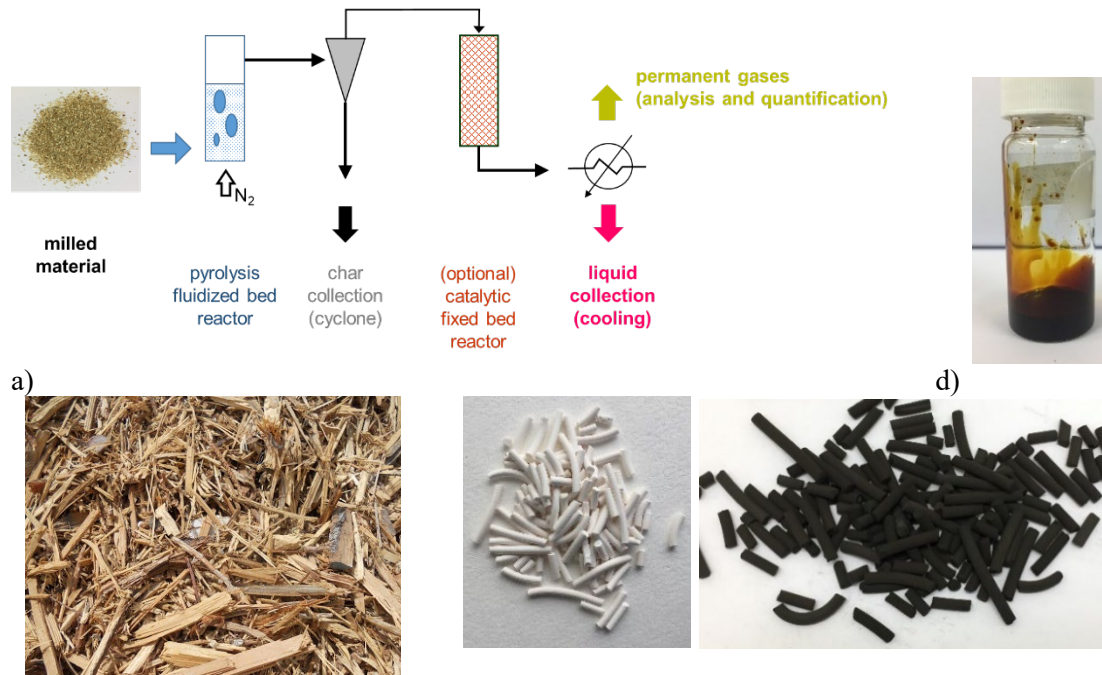 permanent gases
(analysis and quantification)
N2
milled
material
pyrolysis
fluidized bed
reactor
char
collection
(cyclone)
(optional)
catalytic
fixed bed
reactor
liquid
collection
(cooling)
a)
d)